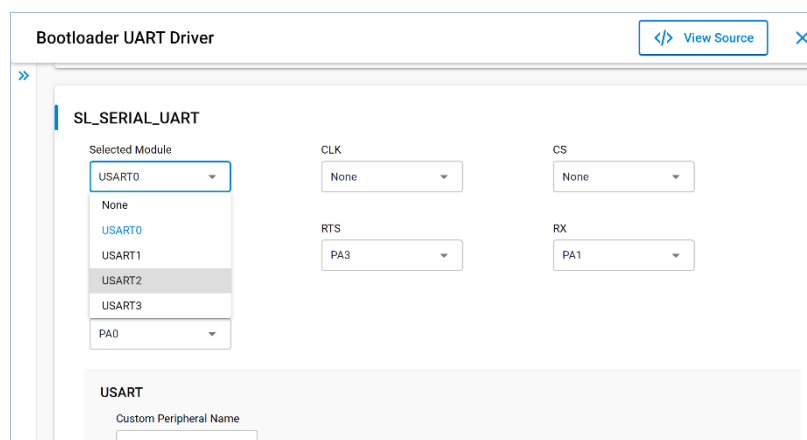 Bootloader UART Driver
</> View Source
SL_SERIAL_UART
Selected Module
CLK
CS
USART0
None
None
None
USART0
USART1
USART2
USART3
RTS
RX
PA3
PA1
PA0
USART
Custom Peripheral Name